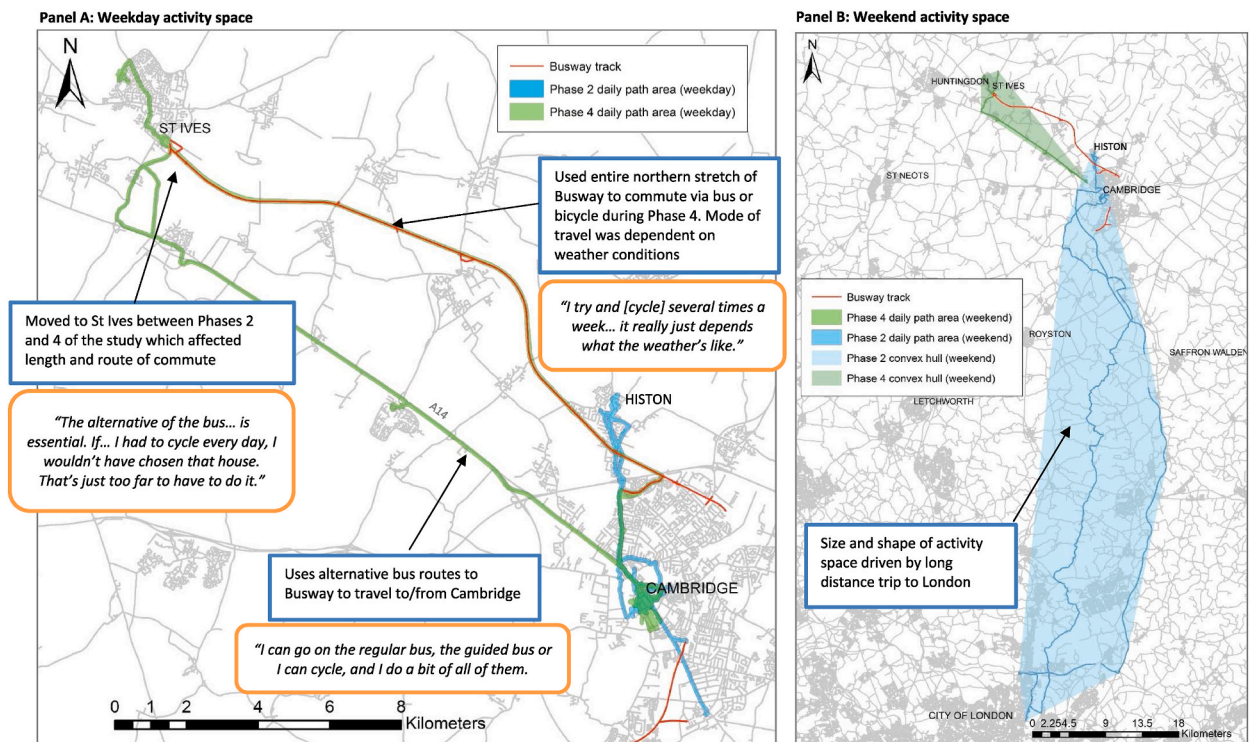 Panel A: Weekday activity space
N
Busway track
Phase 2 daily path area (weekday)
Phase 4 daily path area (weekday)
ST IVES
Used entire northern stretch of
Busway to commute via bus or
bicycle during Phase 4. Mode of
travel was dependent on
weather conditions
“I try and [cycle] several times a
week… it really just depends
what the weather’s like.”
Moved to St Ives between Phases 2
and 4 of the study which affected
length and route of commute
“The alternative of the bus… is
essential. If… I had to cycle every day, I
wouldn’t have chosen that house.
That’s just too far to have to do it.”
A14
HISTON
Uses alternative bus routes to
Busway to travel to/from Cambridge
CAMBRIDGE
“I can go on the regular bus, the guided bus or
I can cycle, and I do a bit of all of them.
0 1 2 4 6 8
Kilometers
Panel B: Weekend activity space
N
HUNTINGDON
ST IVES
HISTON
ST NEOTS
CAMBRIDGE
Busway track
Phase 4 daily path area (weekend)
Phase 2 daily path area (weekend)
Phase 2 convex hull (weekend)
Phase 4 convex hull (weekend)
ROYSTON
SAFFRON WALDEN
LETCHWORTH
Size and shape of activity
space driven by long
distance trip to London
CITY OF LONDON
0 2.25 4.5 9 13.5 18
Kilometers